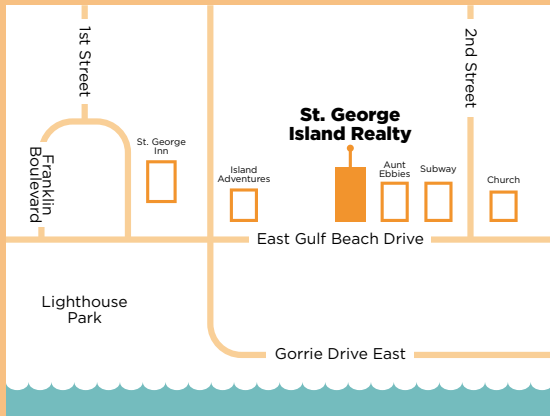 1st Street
2nd Street
St. George
Island Realty
St. George
Inn
Franklin
Boulevard
Island
Adventures
Aunt
Ebbies
Subway
Church
East Gulf Beach Drive
Lighthouse
Park
Gorrie Drive East